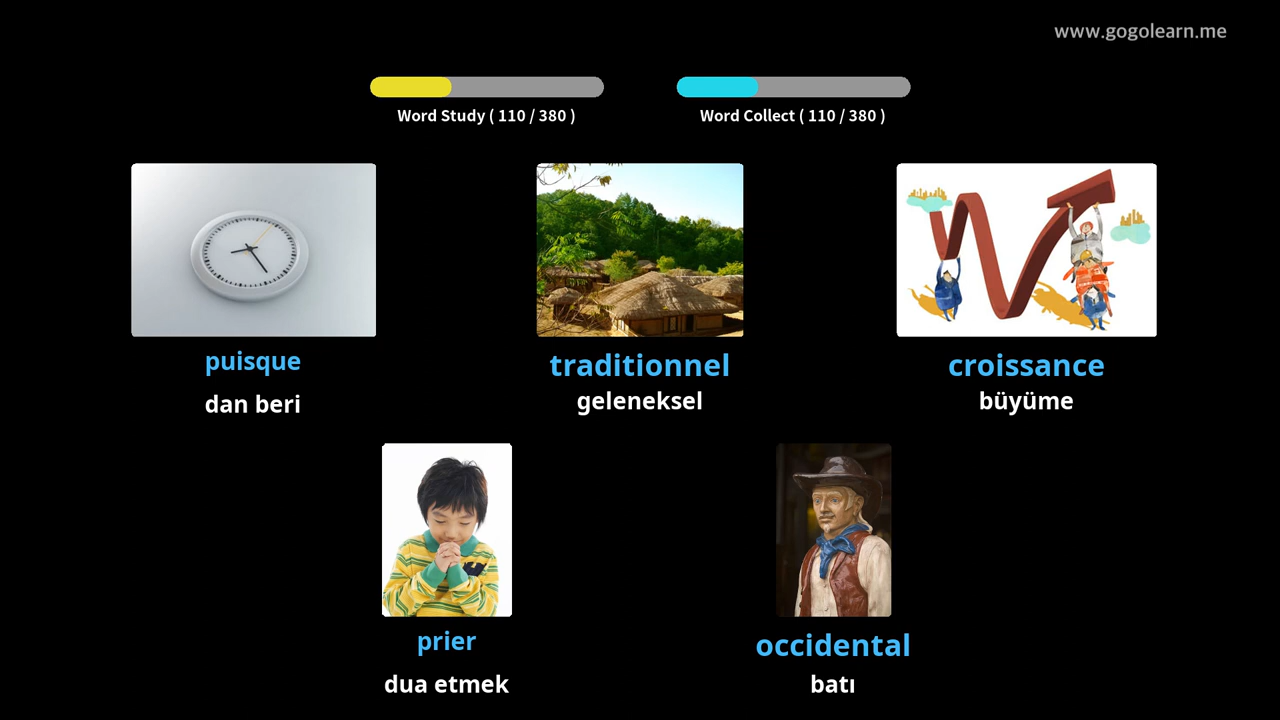 www.gogolearn.me
Word Study ( 110 / 380 )
Word Collect ( 110 / 380 )
puisque
dan beri
traditionnel
geleneksel
croissance
büyüme
prier
dua etmek
occidental
batı